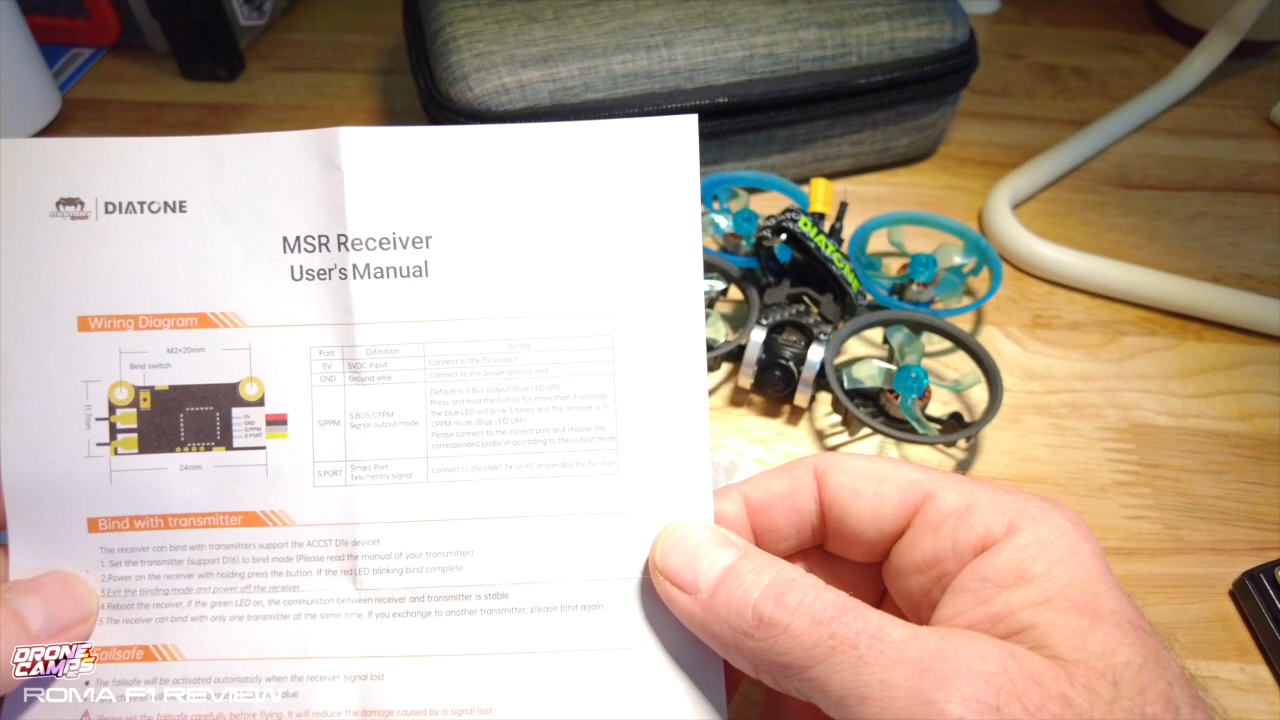 DIATONE
MSR Receiver
User's Manual
Wiring Diagram
M2×20mm
Bind switch
11.7mm
24mm
5V
GND
S/PPM
S.PORT
Port Difinition Wiring
5V 5VDC Input Connect to the 5V output
GND Ground wire Connect to the power ground wire
S/PPM S.BUS/CPPM Signal output mode
Default is S.Bus output (Blue LED ON)
Press and hold the button for more than 4 seconds
the blue LED will blink 3 times and the receiver is in
CPPM mode (Blue LED OFF)
Please connect to the correct port and choose the
corresponded protocol accroding to the output mode
S.PORT Smart Port Telementry signal Connect to the UART TX on FC and enable the function
Bind with transmitter
The receiver can bind with transmitters support the ACCST D16 devicet
1. Set the transmitter (support D16) to bind mode (Please read the manual of your transmitter)
2.Power on the receiver with holding press the button. If the red LED blinking bind complete
3.Exit the binding mode and power off the receiver
4.Reboot the receiver, if the green LED on, the communtion between receiver and transmitter is stable
5.The receiver can bind with only one transmitter at the same time. If you exchange to another transmitter, please bind again
Failsafe
The failsafe will be activated automaticly when the receiver signal lost
channel will value
Please set the failsafe carefully before flying. It will reduce the damage caused by a signal lost
DIATONE
DRONE
CAMPS
RC
ROMA F1 REVIEW